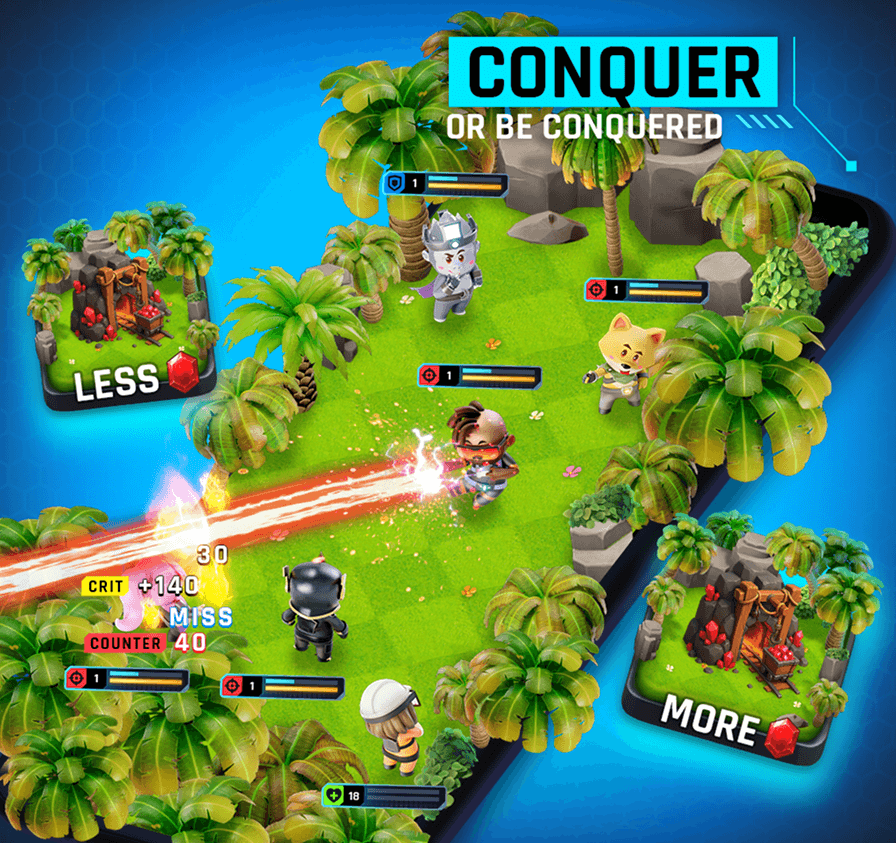 CONQUER
OR BE CONQUERED
1
1
1
LESS
30
CRIT +140
MISS
COUNTER 40
1
1
MORE
18